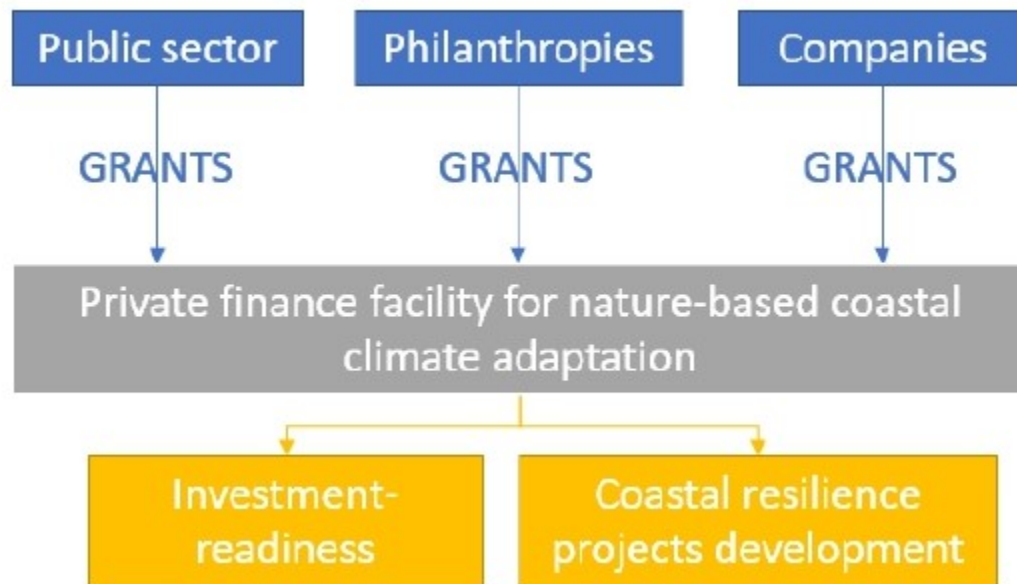 Public sector
Philanthropies
Companies
GRANTS
GRANTS
GRANTS
Private finance facility for nature-based coastal
climate adaptation
Investment-
readiness
Coastal resilience
projects development